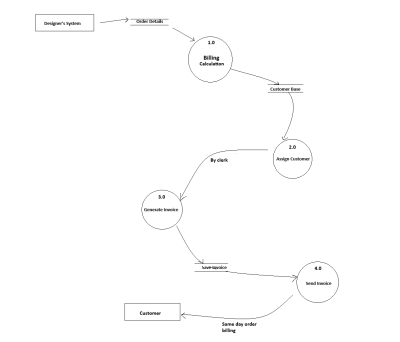 Designer's System
Order Details
1.0
Billing
Calculation
Customer Base
2.0
Assign Customer
By clerk
3.0
Generate Invoice
Save Invoice
4.0
Send Invoice
Customer
Same day order
billing